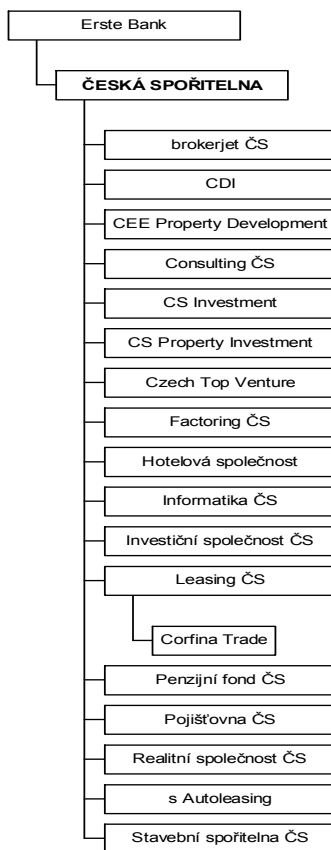 Erste Bank
ČESKÁ SPOŘITELNA
brokerjet ČS
CDI
CEE Property Development
Consulting ČS
CS Investment
CS Property Investment
Czech Top Venture
Factoring ČS
Hotelová společnost
Informatika ČS
Investiční společnost ČS
Leasing ČS
Corfina Trade
Penzijní fond ČS
Pojišťovna ČS
Realitní společnost ČS
s Autoleasing
Stavební spořitelna ČS